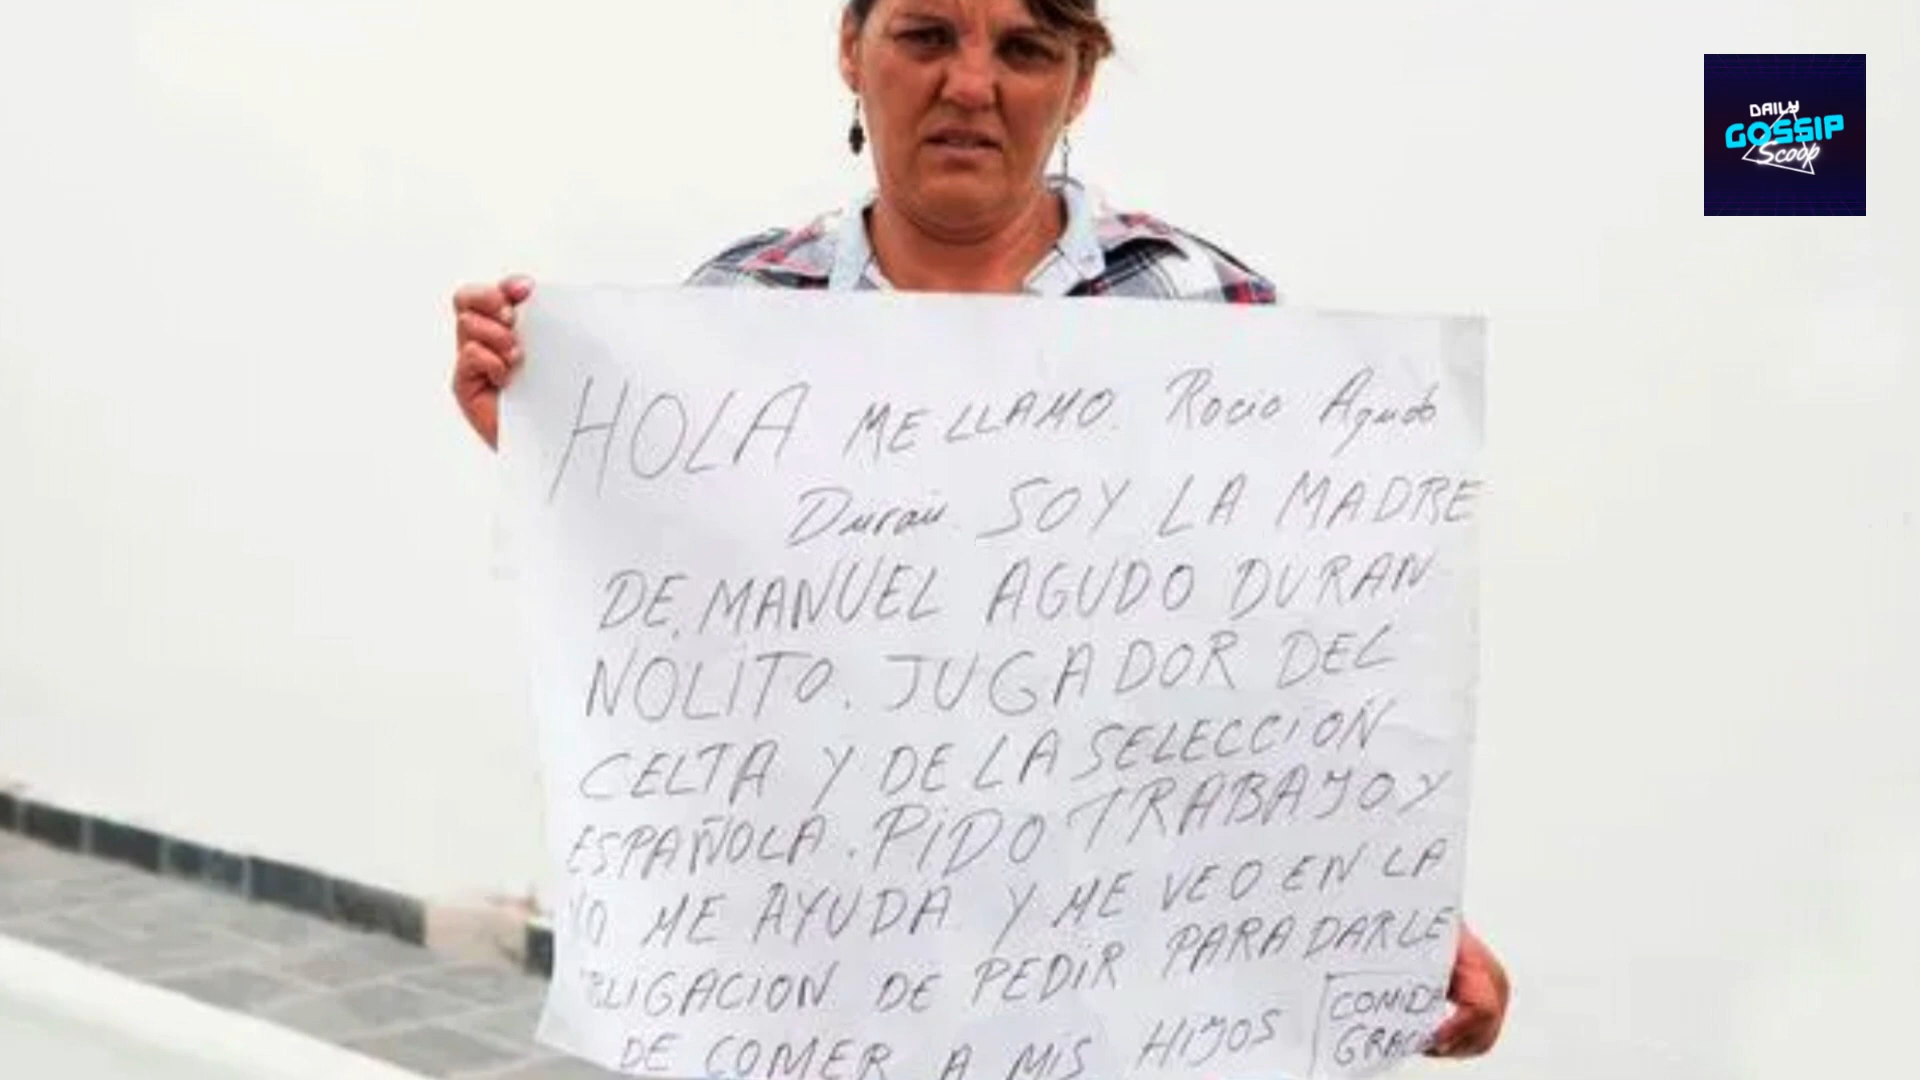 DAILY
GOSSIP
Scoop
HOLA ME LLAMO. Rocio Agudo
Duran. SOY LA MADRE
DE. MANUEL AGUDO DURAN
NOLITO. JUGADOR DEL
CELTA Y DE LA SELECCION
ESPAÑOLA. PIDO TRABAJO Y
NO ME AYUDA Y ME VEO EN LA
OBLIGACION DE PEDIR PARA DARLE
DE COMER A MIS HIJOS
COMIDA